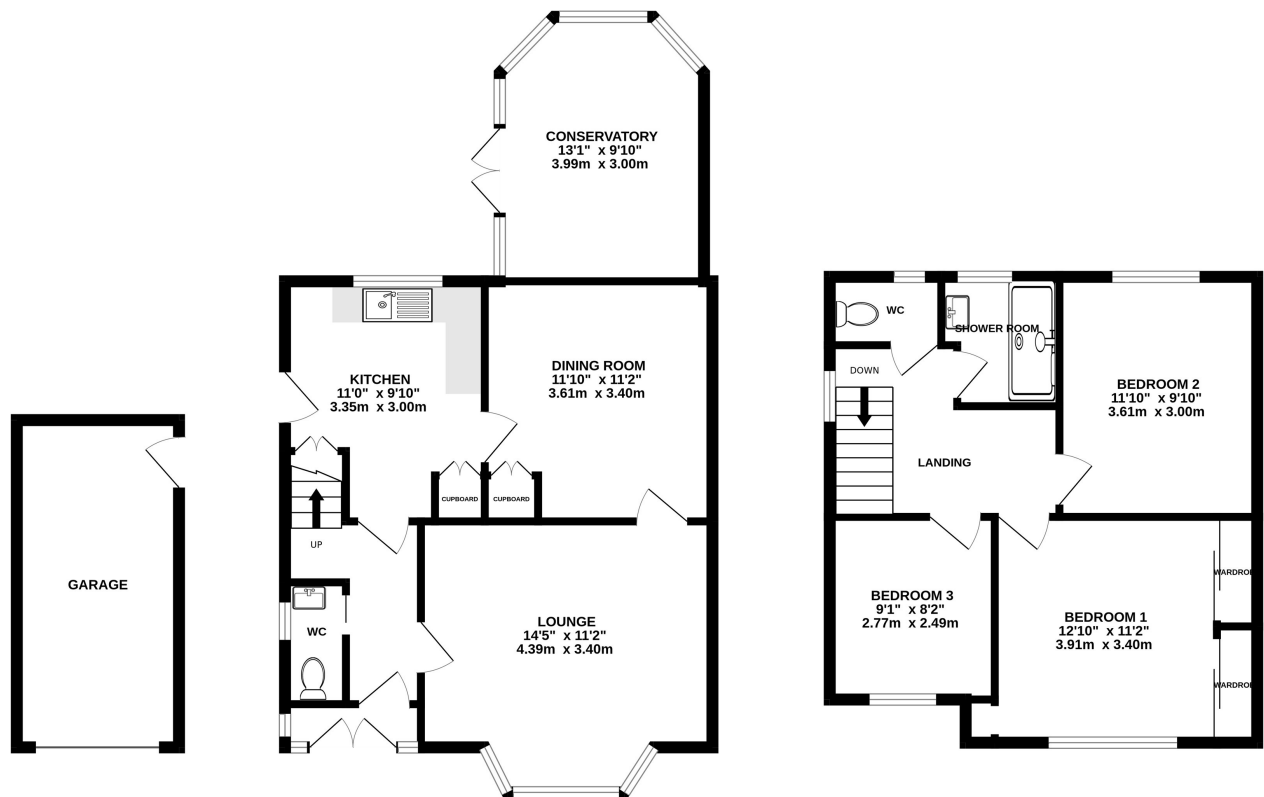 CONSERVATORY
13'1" x 9'10"
3.99m x 3.00m
KITCHEN
11'0" x 9'10"
3.35m x 3.00m
DINING ROOM
11'10" x 11'2"
3.61m x 3.40m
CUPBOARD
CUPBOARD
UP
WC
LOUNGE
14'5" x 11'2"
4.39m x 3.40m
GARAGE
WC
SHOWER ROOM
DOWN
BEDROOM 2
11'10" x 9'10"
3.61m x 3.00m
LANDING
BEDROOM 3
9'1" x 8'2"
2.77m x 2.49m
BEDROOM 1
12'10" x 11'2"
3.91m x 3.40m
WARDROB
WARDROB